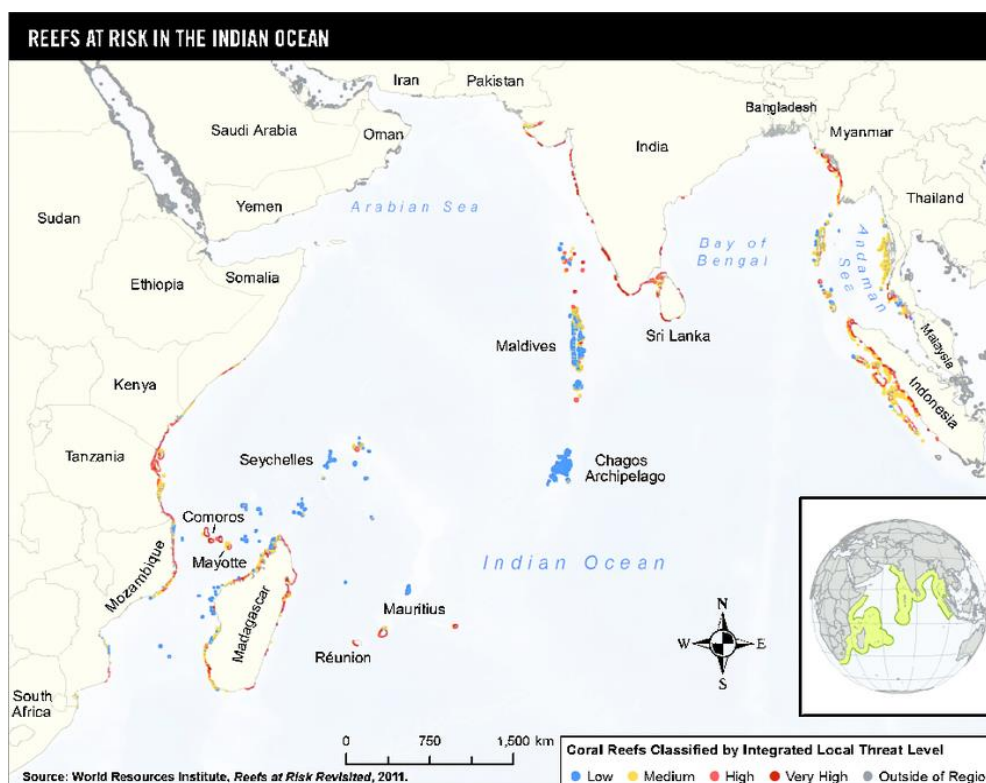 REEFS AT RISK IN THE INDIAN OCEAN
Iran
Pakistan
Bangladesh
Saudi Arabia
Oman
India
Myanmar
Thailand
Sudan
Yemen
Arabian Sea
Bay of
Bengal
Andaman
Sea
Ethiopia
Somalia
Maldives
Sri Lanka
Malaysia
Kenya
Indonesia
Tanzania
Seychelles
Chagos
Archipelago
Comoros
Mayotte
Mozambique
Indian Ocean
Madagascar
Mauritius
Réunion
N
W
E
S
South
Africa
0 750 1,500 km
Coral Reefs Classified by Integrated Local Threat Level
Low Medium High Very High Outside of Regio
Source: World Resources Institute, Reefs at Risk Revisited, 2011.